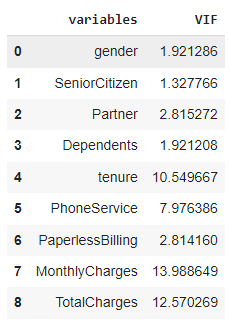 variables VIF
0 gender 1.921286
1 SeniorCitizen 1.327766
2 Partner 2.815272
3 Dependents 1.921208
4 tenure 10.549667
5 PhoneService 7.976386
6 PaperlessBilling 2.814160
7 MonthlyCharges 13.988649
8 TotalCharges 12.570269